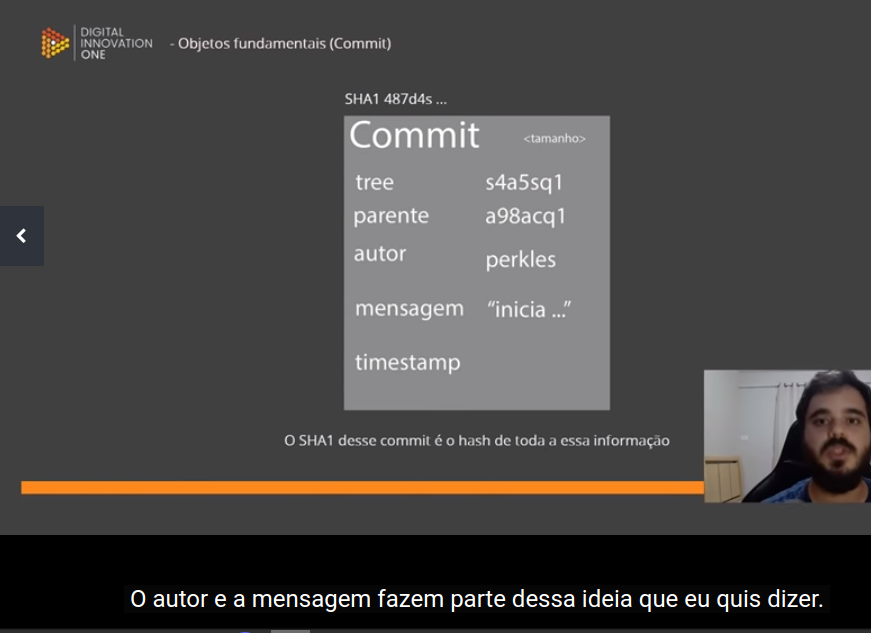 DIGITAL
INNOVATION
ONE
- Objetos fundamentais (Commit)
SHA1 487d4s ...
Commit <tamanho>
tree s4a5sq1
parente a98acq1
autor perkles
mensagem “inicia ...”
timestamp
O SHA1 desse commit é o hash de toda a essa informação
O autor e a mensagem fazem parte dessa ideia que eu quis dizer.